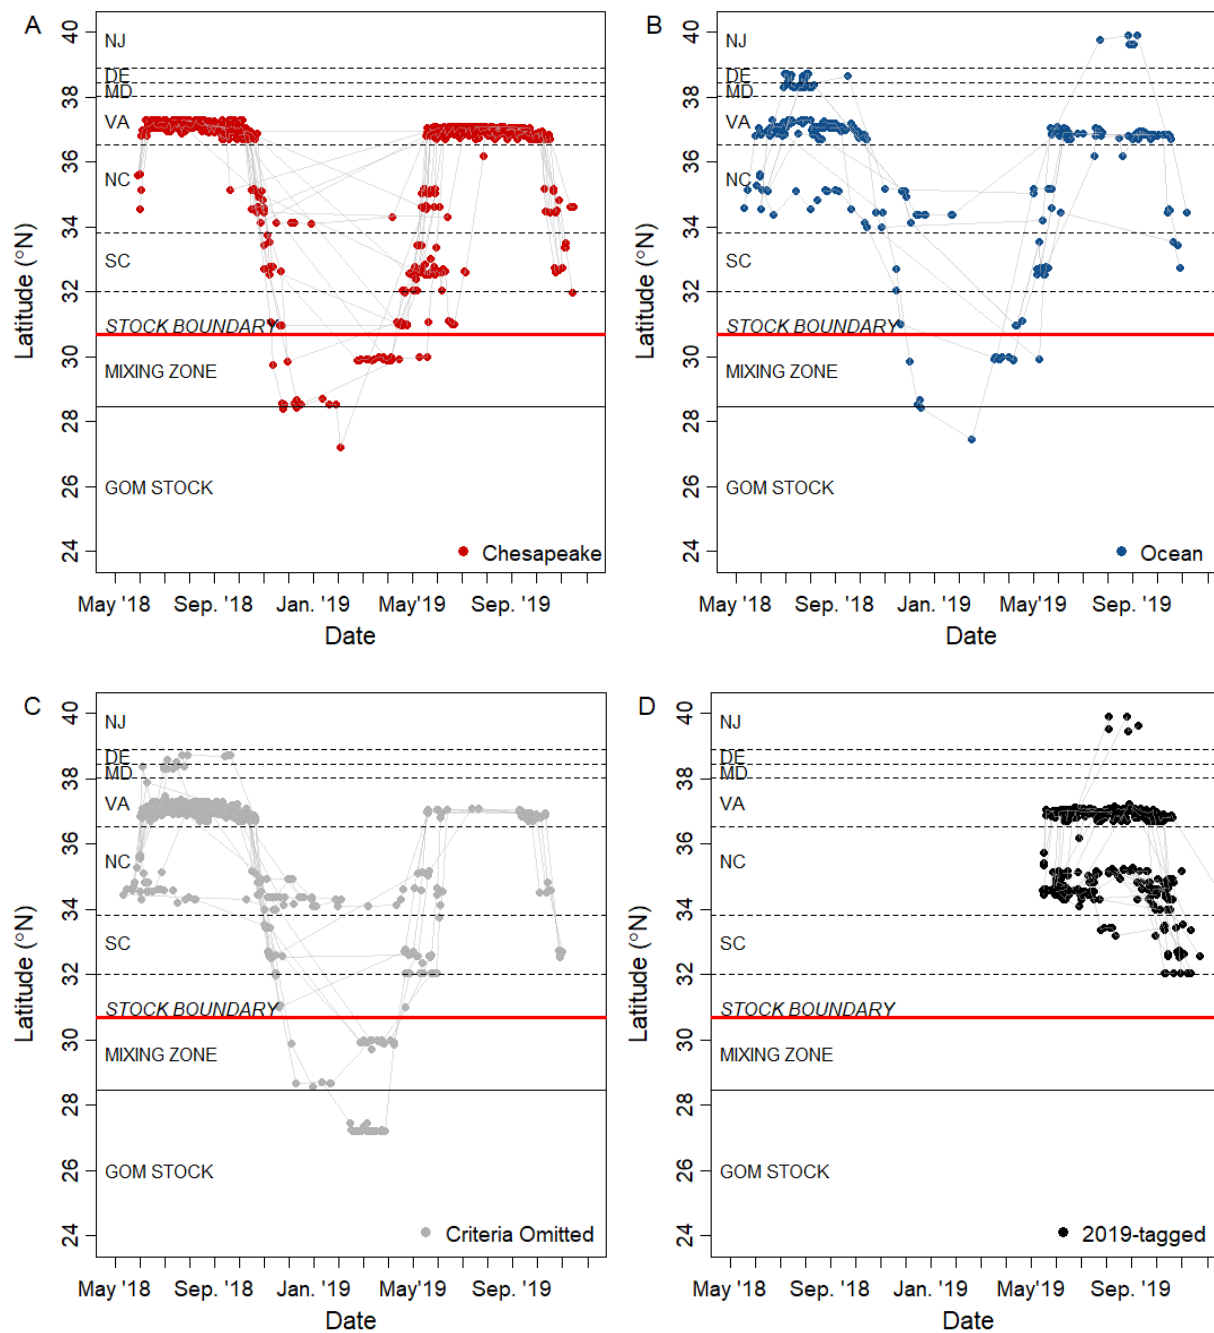 A
Latitude (°N)
40
38
36
34
32
30
28
26
24
NJ
DE
MD
VA
NC
SC
STOCK BOUNDARY
MIXING ZONE
GOM STOCK
Chesapeake
May '18 Sep. '18 Jan. '19 May'19 Sep. '19
Date
B
Latitude (°N)
40
38
36
34
32
30
28
26
24
NJ
DE
MD
VA
NC
SC
STOCK BOUNDARY
MIXING ZONE
GOM STOCK
Ocean
May '18 Sep. '18 Jan. '19 May'19 Sep. '19
Date
C
Latitude (°N)
40
38
36
34
32
30
28
26
24
NJ
DE
MD
VA
NC
SC
STOCK BOUNDARY
MIXING ZONE
GOM STOCK
Criteria Omitted
May '18 Sep. '18 Jan. '19 May'19 Sep. '19
Date
D
Latitude (°N)
40
38
36
34
32
30
28
26
24
NJ
DE
MD
VA
NC
SC
STOCK BOUNDARY
MIXING ZONE
GOM STOCK
2019-tagged
May '18 Sep. '18 Jan. '19 May'19 Sep. '19
Date